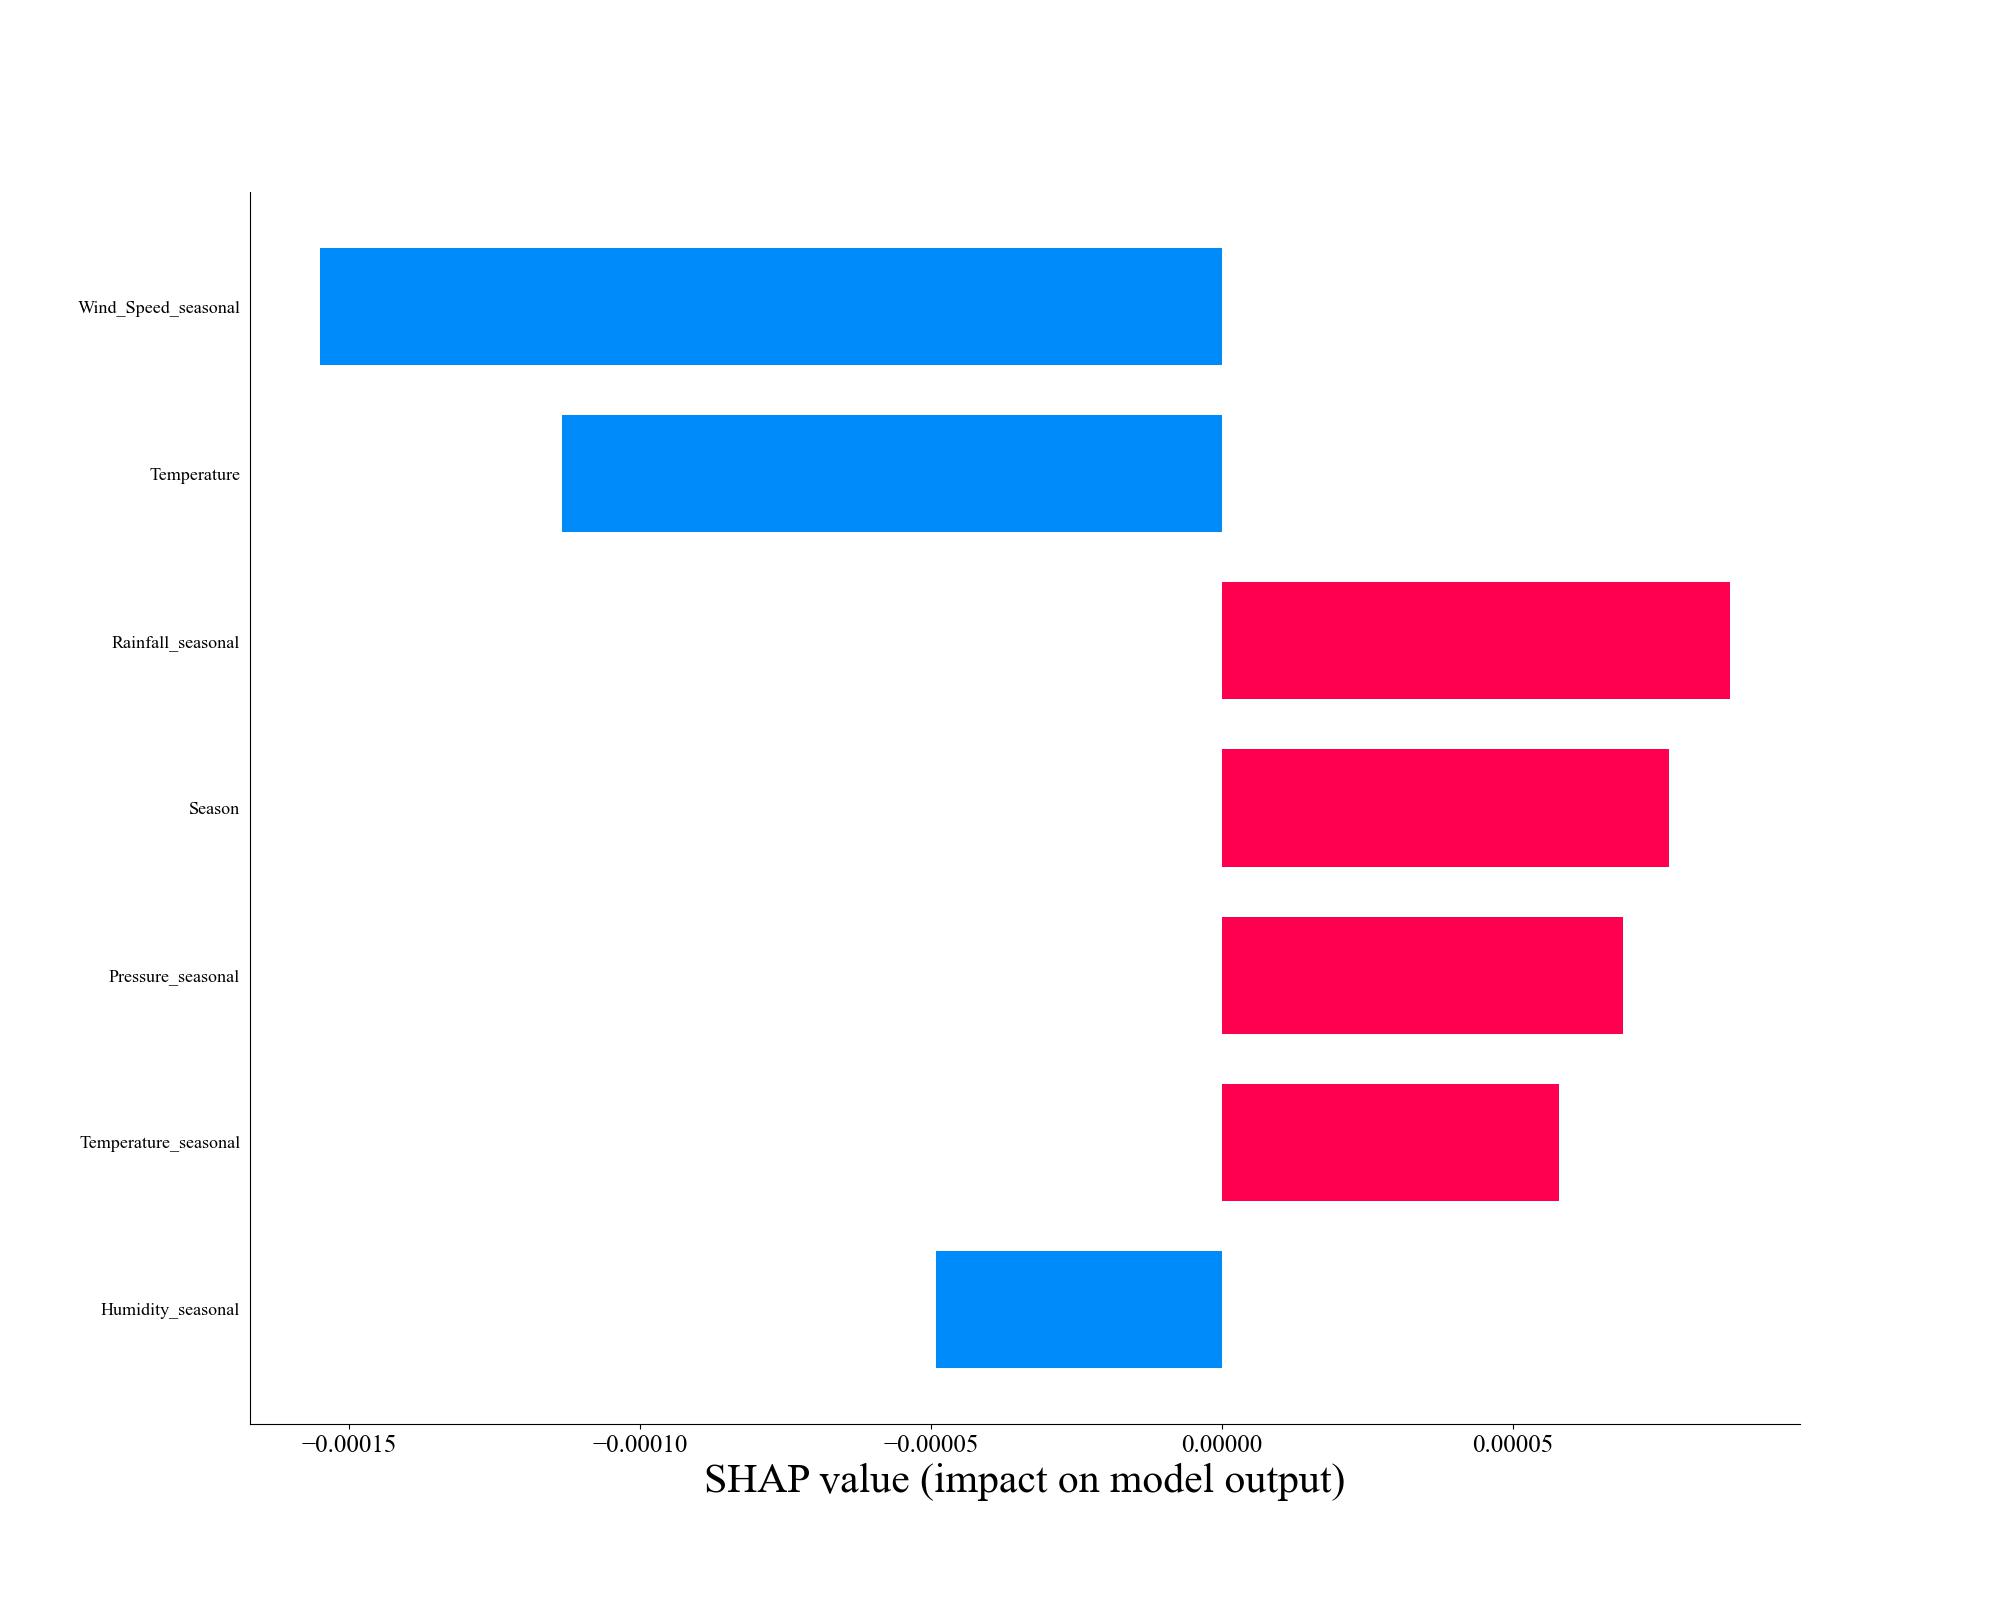 Wind_Speed_seasonal
Temperature
Rainfall_seasonal
Season
Pressure_seasonal
Temperature_seasonal
Humidity_seasonal
−0.00015 −0.00010 −0.00005 0.00000 0.00005
SHAP value (impact on model output)